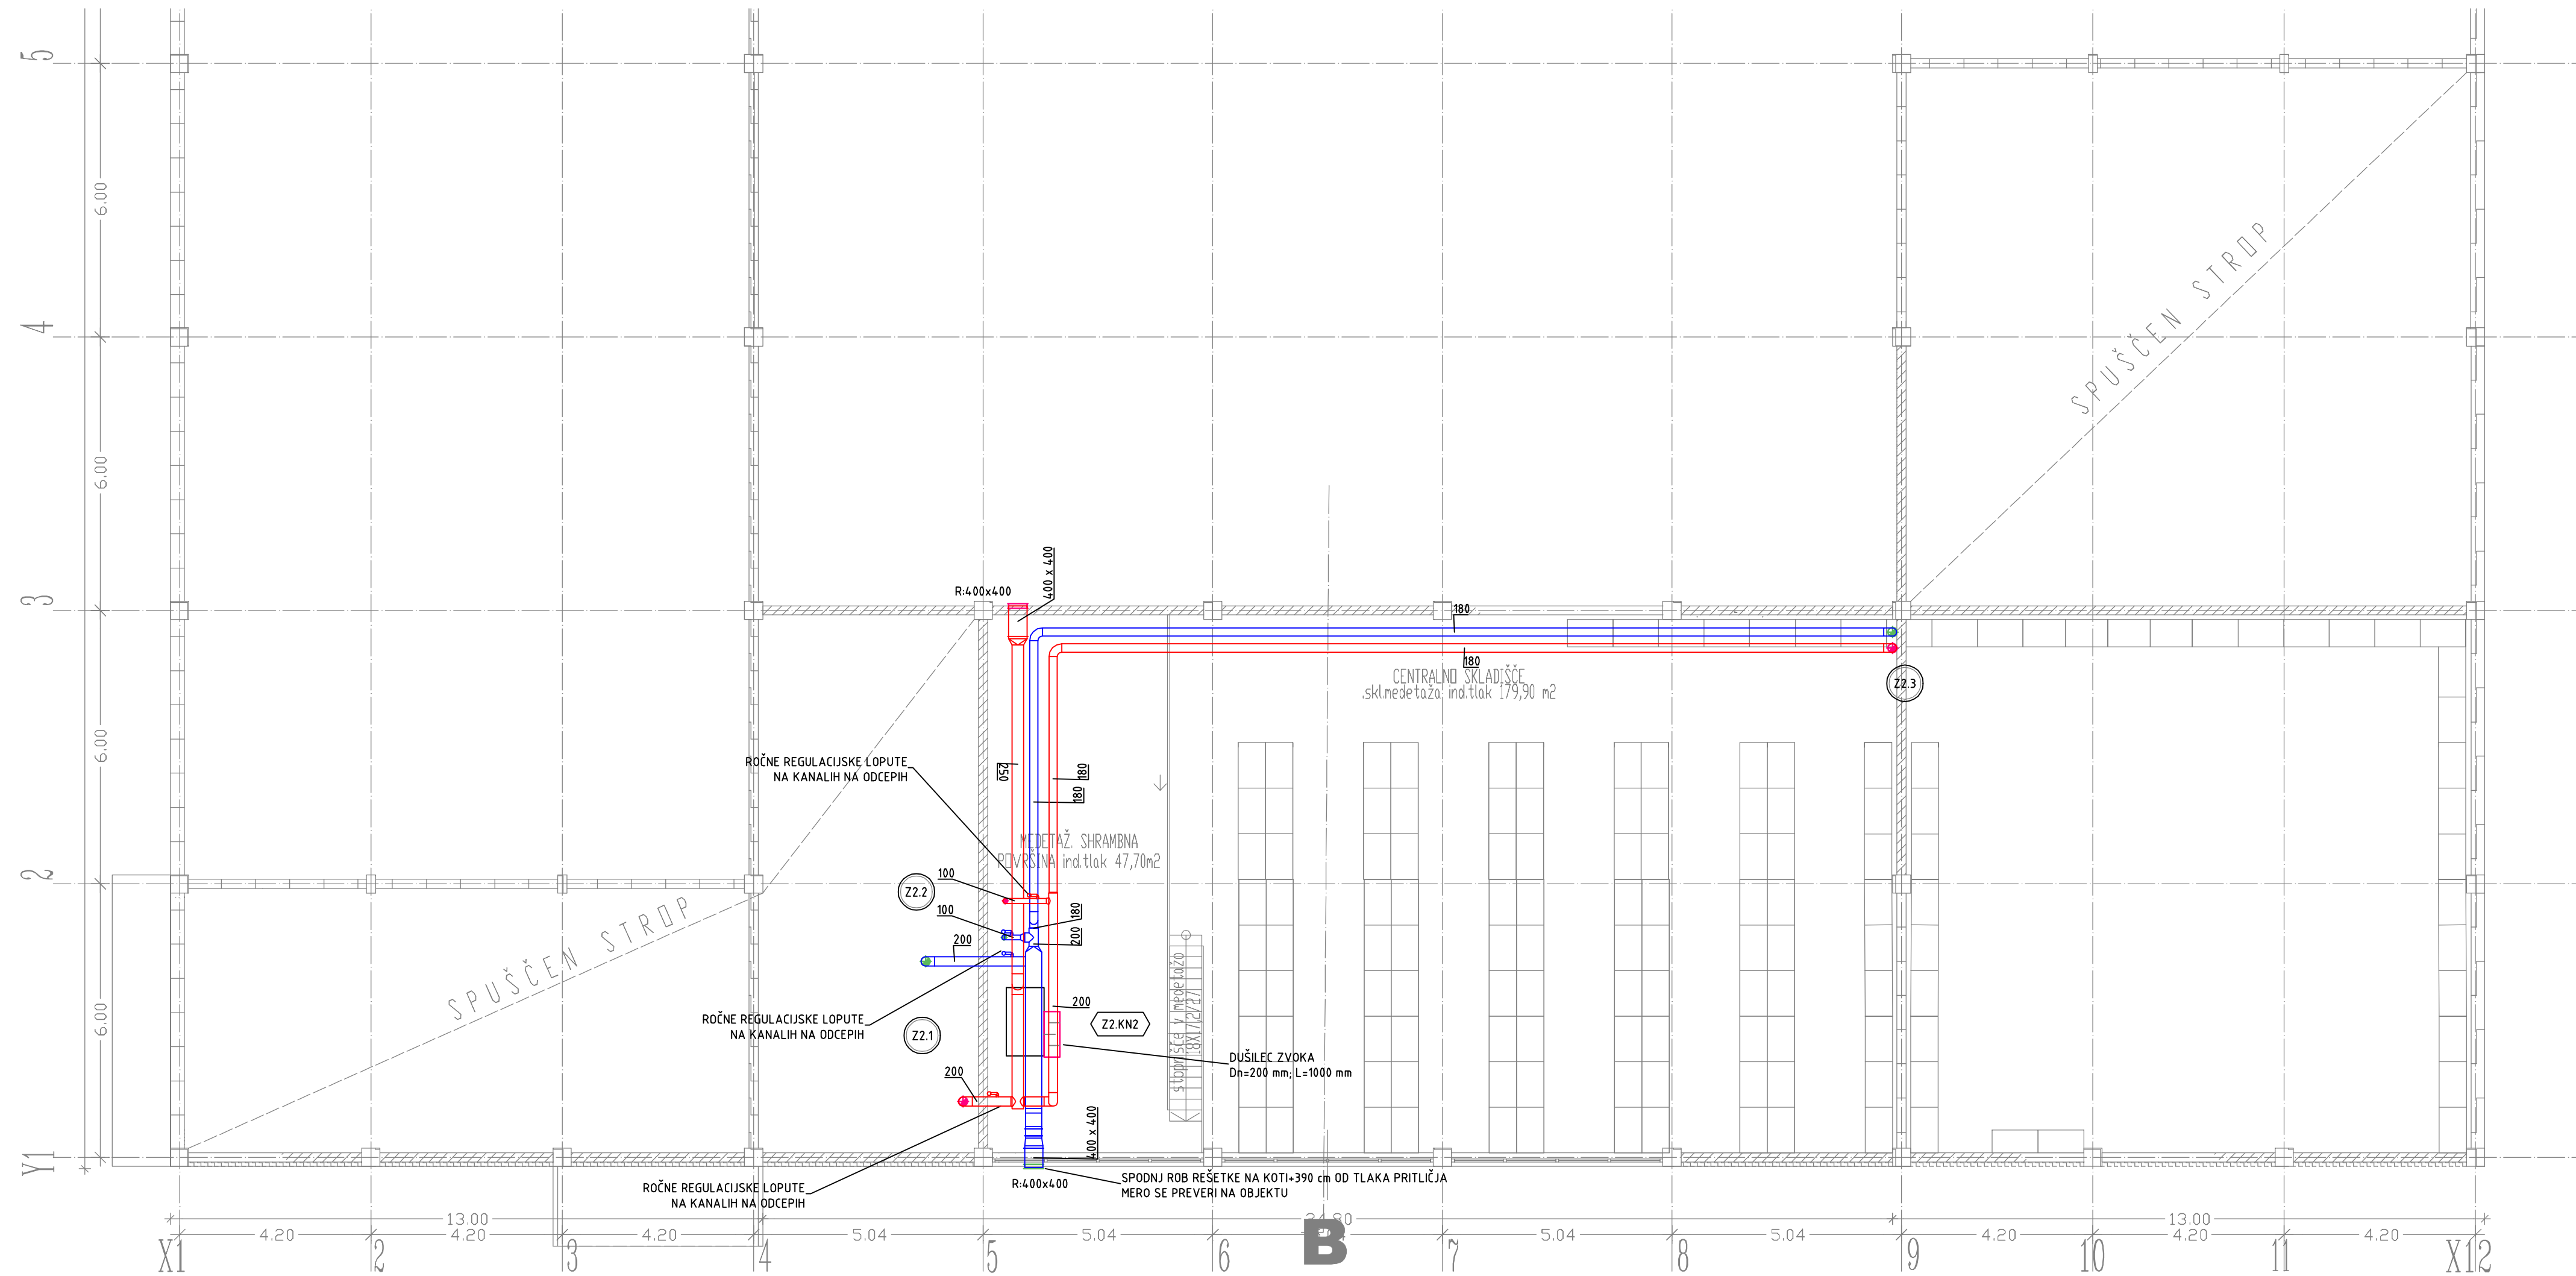 5
6.00
4
6.00
3
6.00
2
6.00
Y1
SPUŠČEN STROP
SPUŠČEN STROP
R:400x400
400 x 400
180
180
CENTRALNO SKLADIŠČE
.skl.medetaža ind.tlak 179,90 m2
Z2.3
ROČNE REGULACIJSKE LOPUTE
NA KANALIH NA ODCEPIH
250
180
180
MEDETAŽ. SHRAMBNA
POVRŠINA ind.tlak 47,70m2
Z2.2
100
100
180
200
200
200
ROČNE REGULACIJSKE LOPUTE
NA KANALIH NA ODCEPIH
Z2.1
Z2.KN2
stopnišče v medetažo
18X17,2/27
DUŠILEC ZVOKA
Dn=200 mm; L=1000 mm
200
400 x 400
ROČNE REGULACIJSKE LOPUTE
NA KANALIH NA ODCEPIH
R:400x400
SPODNJ ROB REŠETKE NA KOTI+390 cm OD TLAKA PRITLIČJA
MERO SE PREVERI NA OBJEKTU
13.00
13.00
4.20
4.20
4.20
5.04
5.04
5.04
5.04
4.20
4.20
4.20
B
X1
2
3
4
5
6
7
8
9
10
11
X12